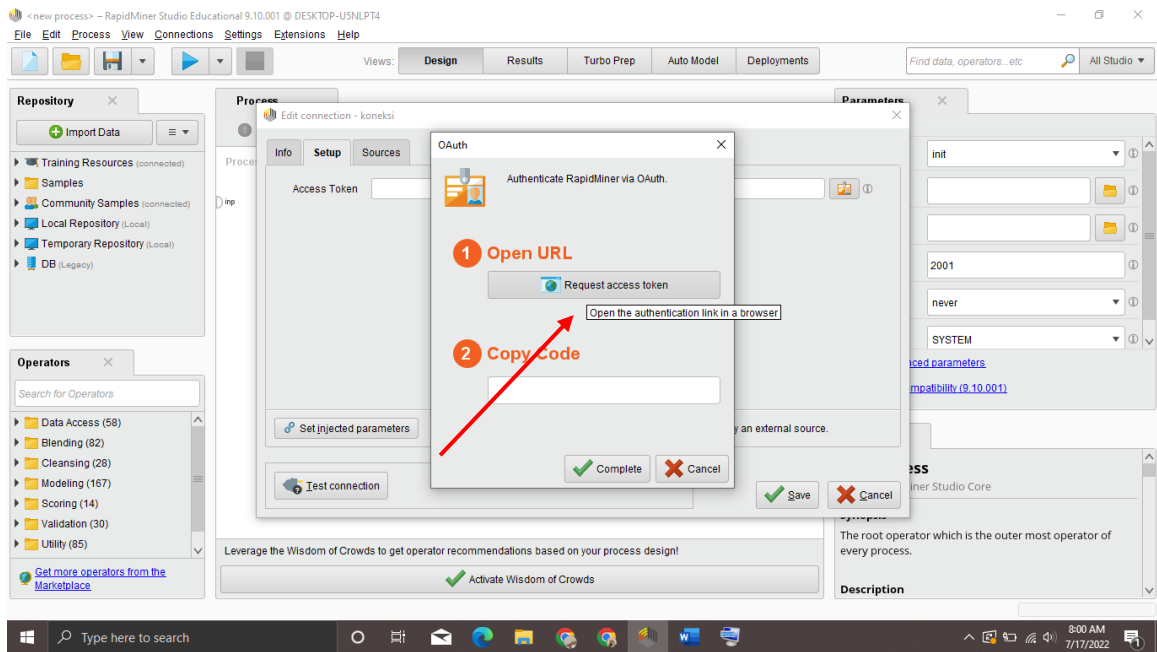 <new process> – RapidMiner Studio Educational 9.10.001 @ DESKTOP-U5NLPT4
File Edit Process View Connections Settings Extensions Help
Views: Design Results Turbo Prep Auto Model Deployments
Find data, operators...etc
All Studio
Repository
Import Data
Training Resources (connected)
Samples
Community Samples (connected)
Local Repository (Local)
Temporary Repository (Local)
DB (Legacy)
Operators
Search for Operators
Data Access (58)
Blending (82)
Cleansing (28)
Modeling (167)
Scoring (14)
Validation (30)
Utility (85)
Get more operators from the
Marketplace
Process
inp
Edit connection - koneksi
Info Setup Sources
Access Token
Set injected parameters
y an external source.
Test connection
Save
Cancel
OAuth
Authenticate RapidMiner via OAuth.
1 Open URL
Request access token
Open the authentication link in a browser
2 Copy Code
Complete
Cancel
Leverage the Wisdom of Crowds to get operator recommendations based on your process design!
Activate Wisdom of Crowds
Parameters
init
2001
never
SYSTEM
nced parameters
mpatibility (9.10.001)
ess
iner Studio Core
Synopsis
The root operator which is the outer most operator of
every process.
Description
Type here to search
8:00 AM
7/17/2022
1